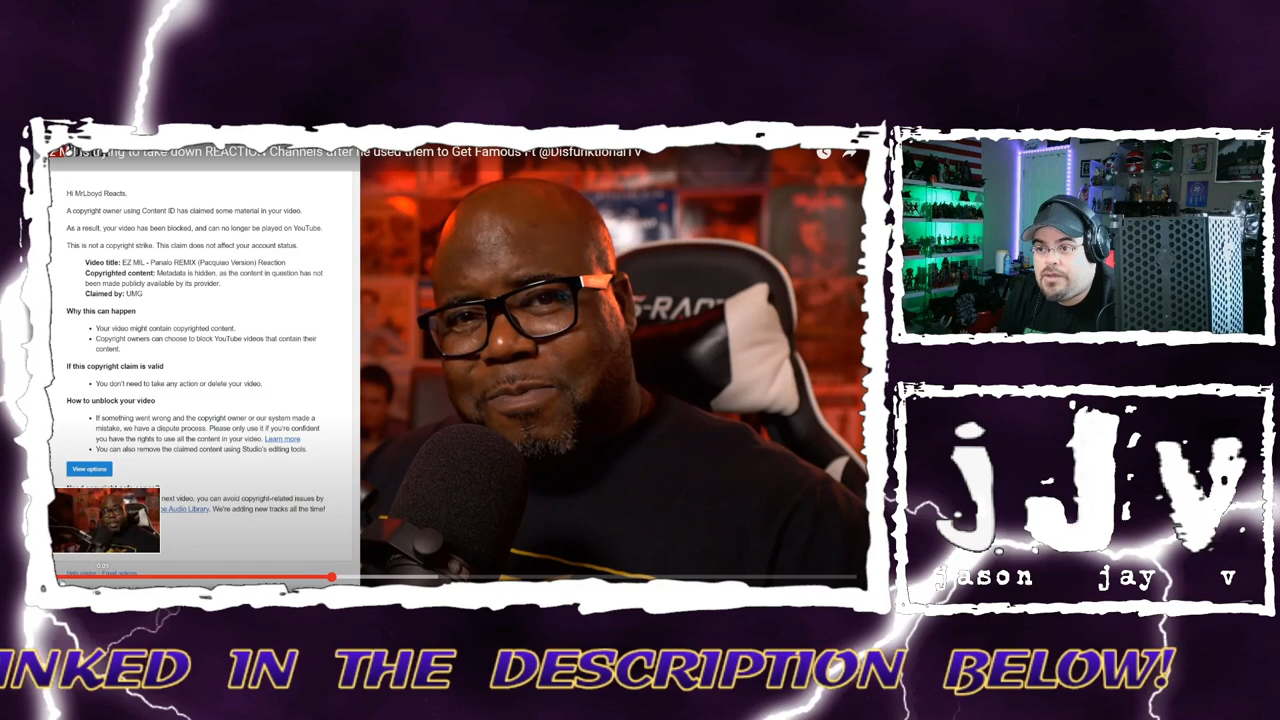 is trying to take down REACTION Channels after he used them to Get Famous Ft @DisfunktionalTv
Hi MrLboyd Reacts,
A copyright owner using Content ID has claimed some material in your video.
As a result, your video has been blocked, and can no longer be played on YouTube.
This is not a copyright strike. This claim does not affect your account status.
Video title: EZ MIL - Panalo REMIX (Pacquiao Version) Reaction
Copyrighted content: Metadata is hidden, as the content in question has not
been made publicly available by its provider.
Claimed by: UMG
Why this can happen
• Your video might contain copyrighted content.
• Copyright owners can choose to block YouTube videos that contain their
content.
If this copyright claim is valid
• You don't need to take any action or delete your video.
How to unblock your video
• If something went wrong and the copyright owner or our system made a
mistake, we have a dispute process. Please only use it if you're confident
you have the rights to use all the content in your video. Learn more
• You can also remove the claimed content using Studio's editing tools.
View options
next video, you can avoid copyright-related issues by
be Audio Library. We're adding new tracks all the time!
0:09
jJv
jason jay v
INKED IN THE DESCRIPTION BELOW!